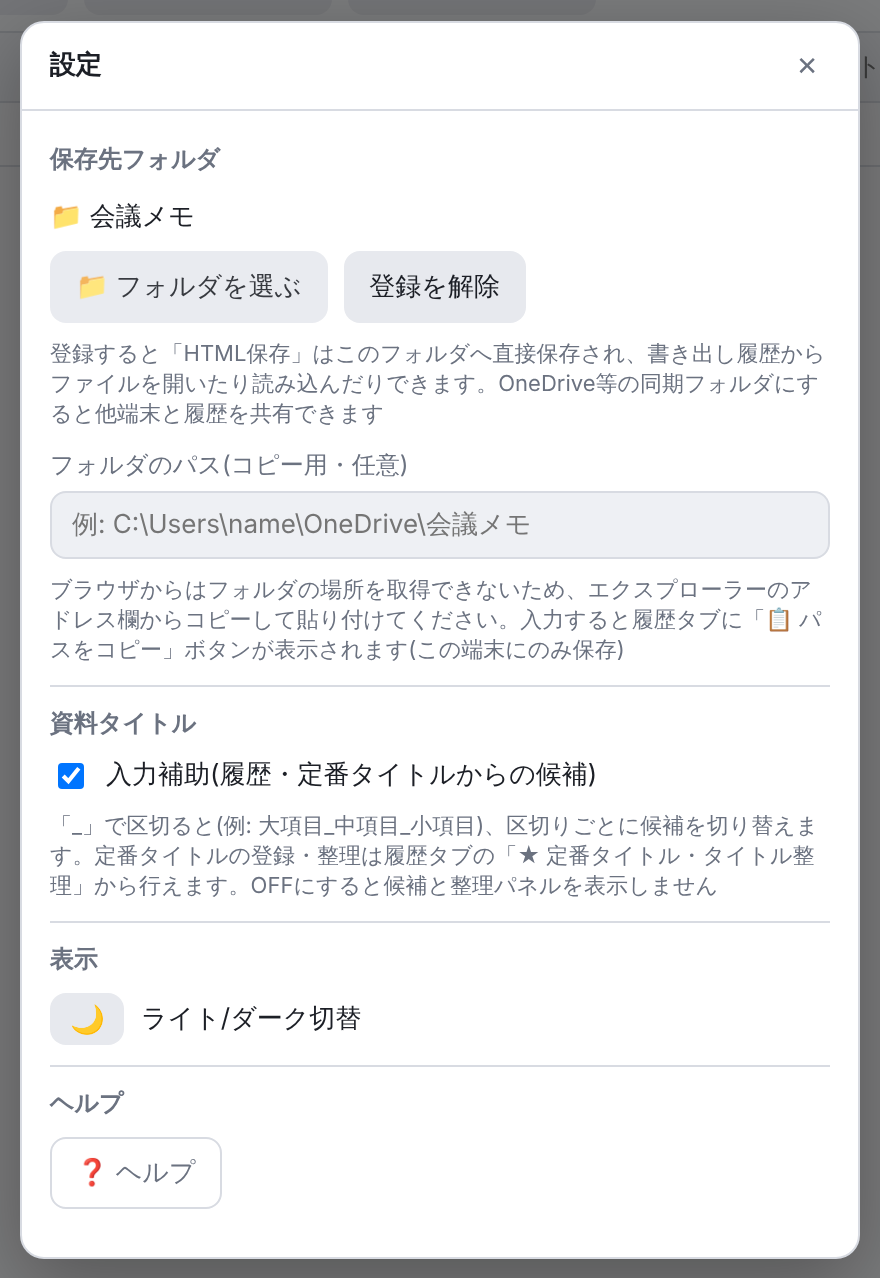 設定
×
ト
保存先フォルダ
📁 会議メモ
📁 フォルダを選ぶ
登録を解除
登録すると「HTML保存」はこのフォルダへ直接保存され、書き出し履歴から
ファイルを開いたり読み込んだりできます。OneDrive等の同期フォルダにす
ると他端末と履歴を共有できます
フォルダのパス(コピー用・任意)
例: C:\Users\name\OneDrive\会議メモ
ブラウザからはフォルダの場所を取得できないため、エクスプローラーのア
ドレス欄からコピーして貼り付けてください。入力すると履歴タブに「📋 パ
スをコピー」ボタンが表示されます(この端末にのみ保存)
資料タイトル
入力補助(履歴・定番タイトルからの候補)
「_」で区切ると(例: 大項目_中項目_小項目)、区切りごとに候補を切り替えま
す。定番タイトルの登録・整理は履歴タブの「★ 定番タイトル・タイトル整
理」から行えます。OFFにすると候補と整理パネルを表示しません
表示
🌙 ライト/ダーク切替
ヘルプ
❓ ヘルプ